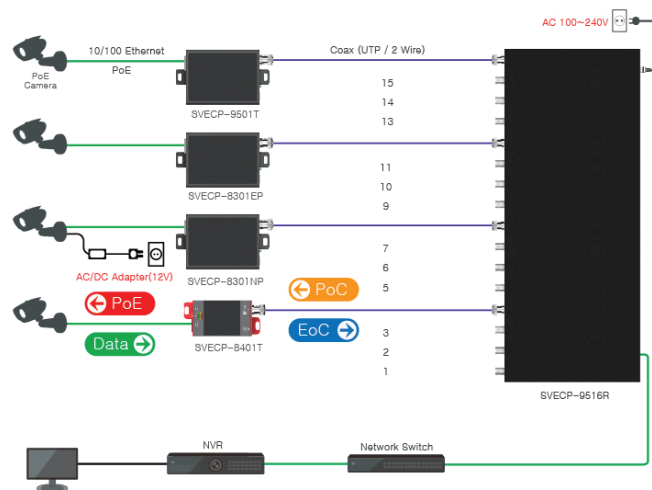 AC 100~240V
10/100 Ethernet
PoE
PoE
Camera
Coax (UTP / 2 Wire)
SVECP-9501T
15
14
13
SVECP-8301EP
11
10
9
SVECP-8301NP
AC/DC Adapter(12V)
7
6
5
PoE
PoC
Data
EoC
SVECP-8401T
3
2
1
SVECP-9516R
NVR
Network Switch